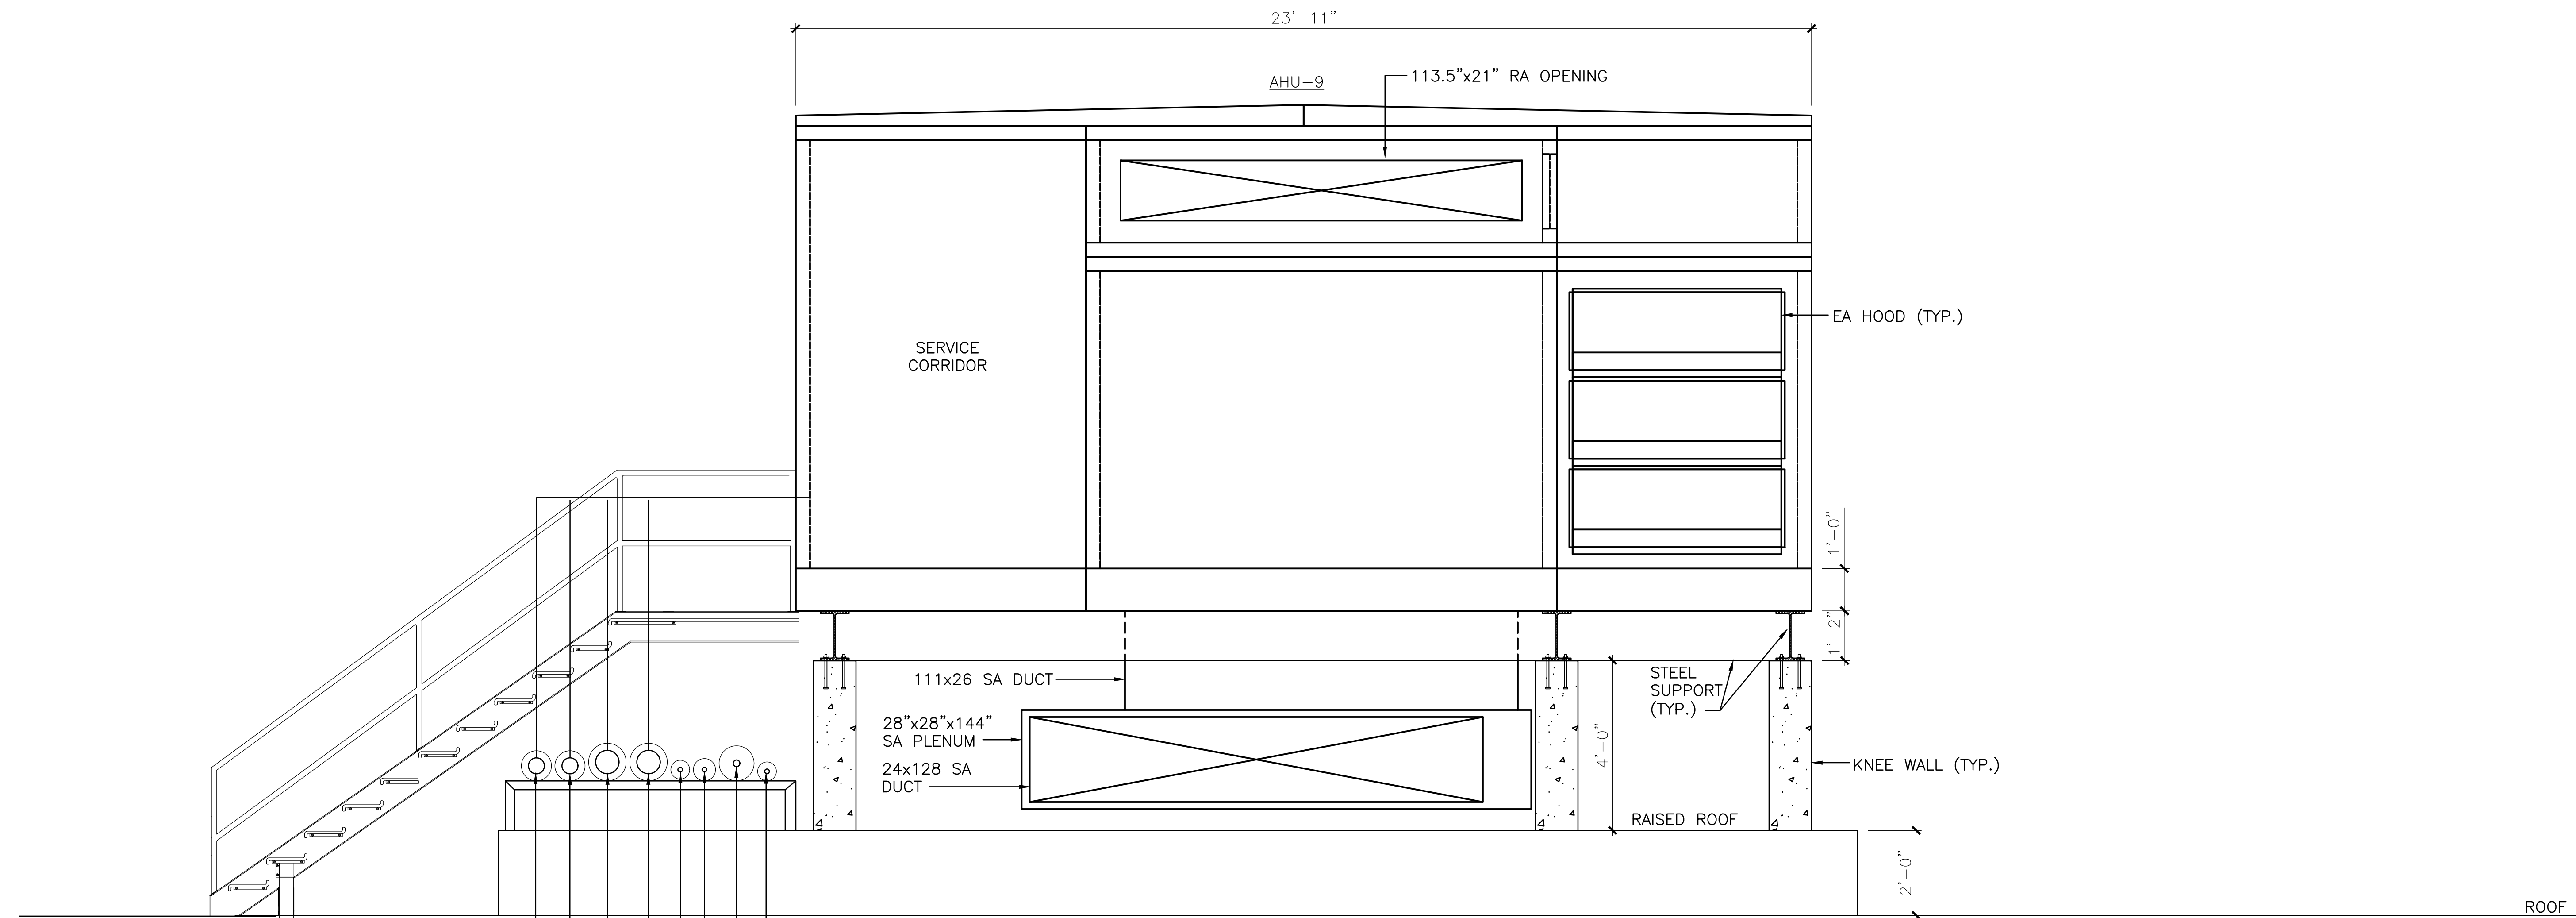 23'-11"
113.5"x21" RA OPENING
AHU-9
EA HOOD (TYP.)
SERVICE
CORRIDOR
1'-0"
1'-2"
111x26 SA DUCT
STEEL
SUPPORT
(TYP.)
28"x28"x144"
SA PLENUM
4'-0"
24x128 SA
DUCT
KNEE WALL (TYP.)
RAISED ROOF
2'-0"
ROOF